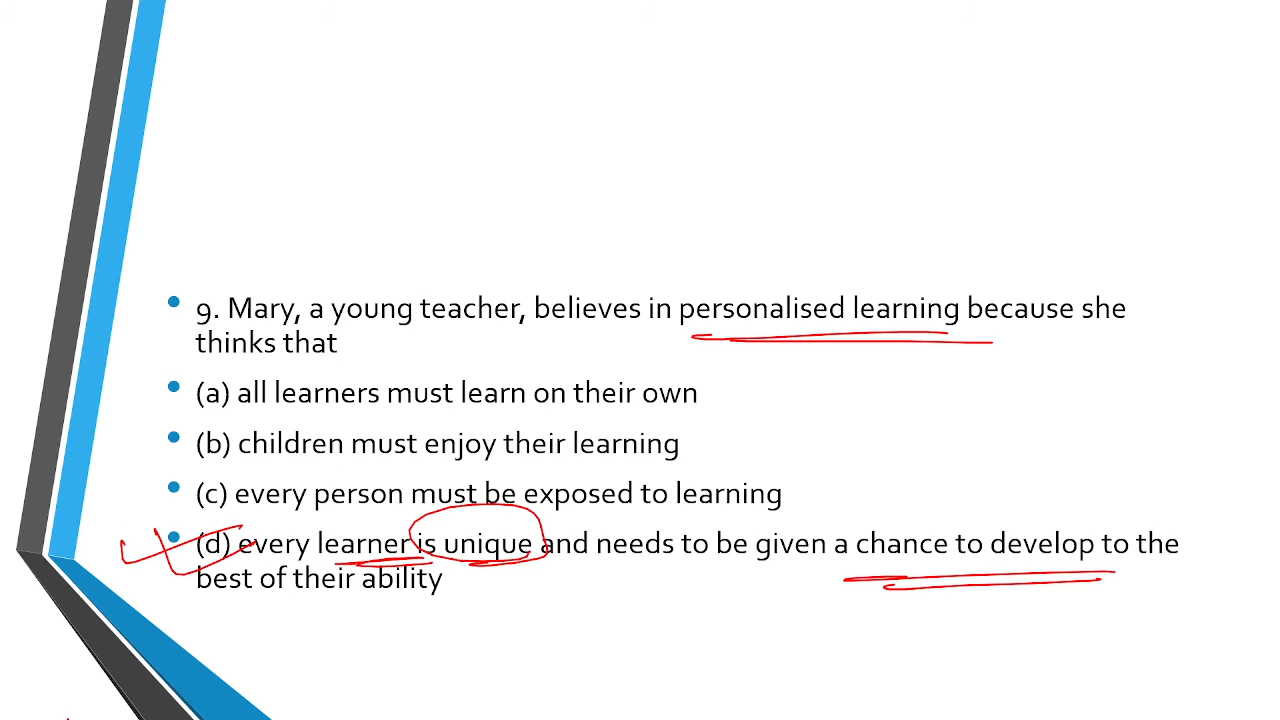 9. Mary, a young teacher, believes in personalised learning because she
thinks that
(a) all learners must learn on their own
(b) children must enjoy their learning
(c) every person must be exposed to learning
(d) every learner is unique and needs to be given a chance to develop to the
best of their ability